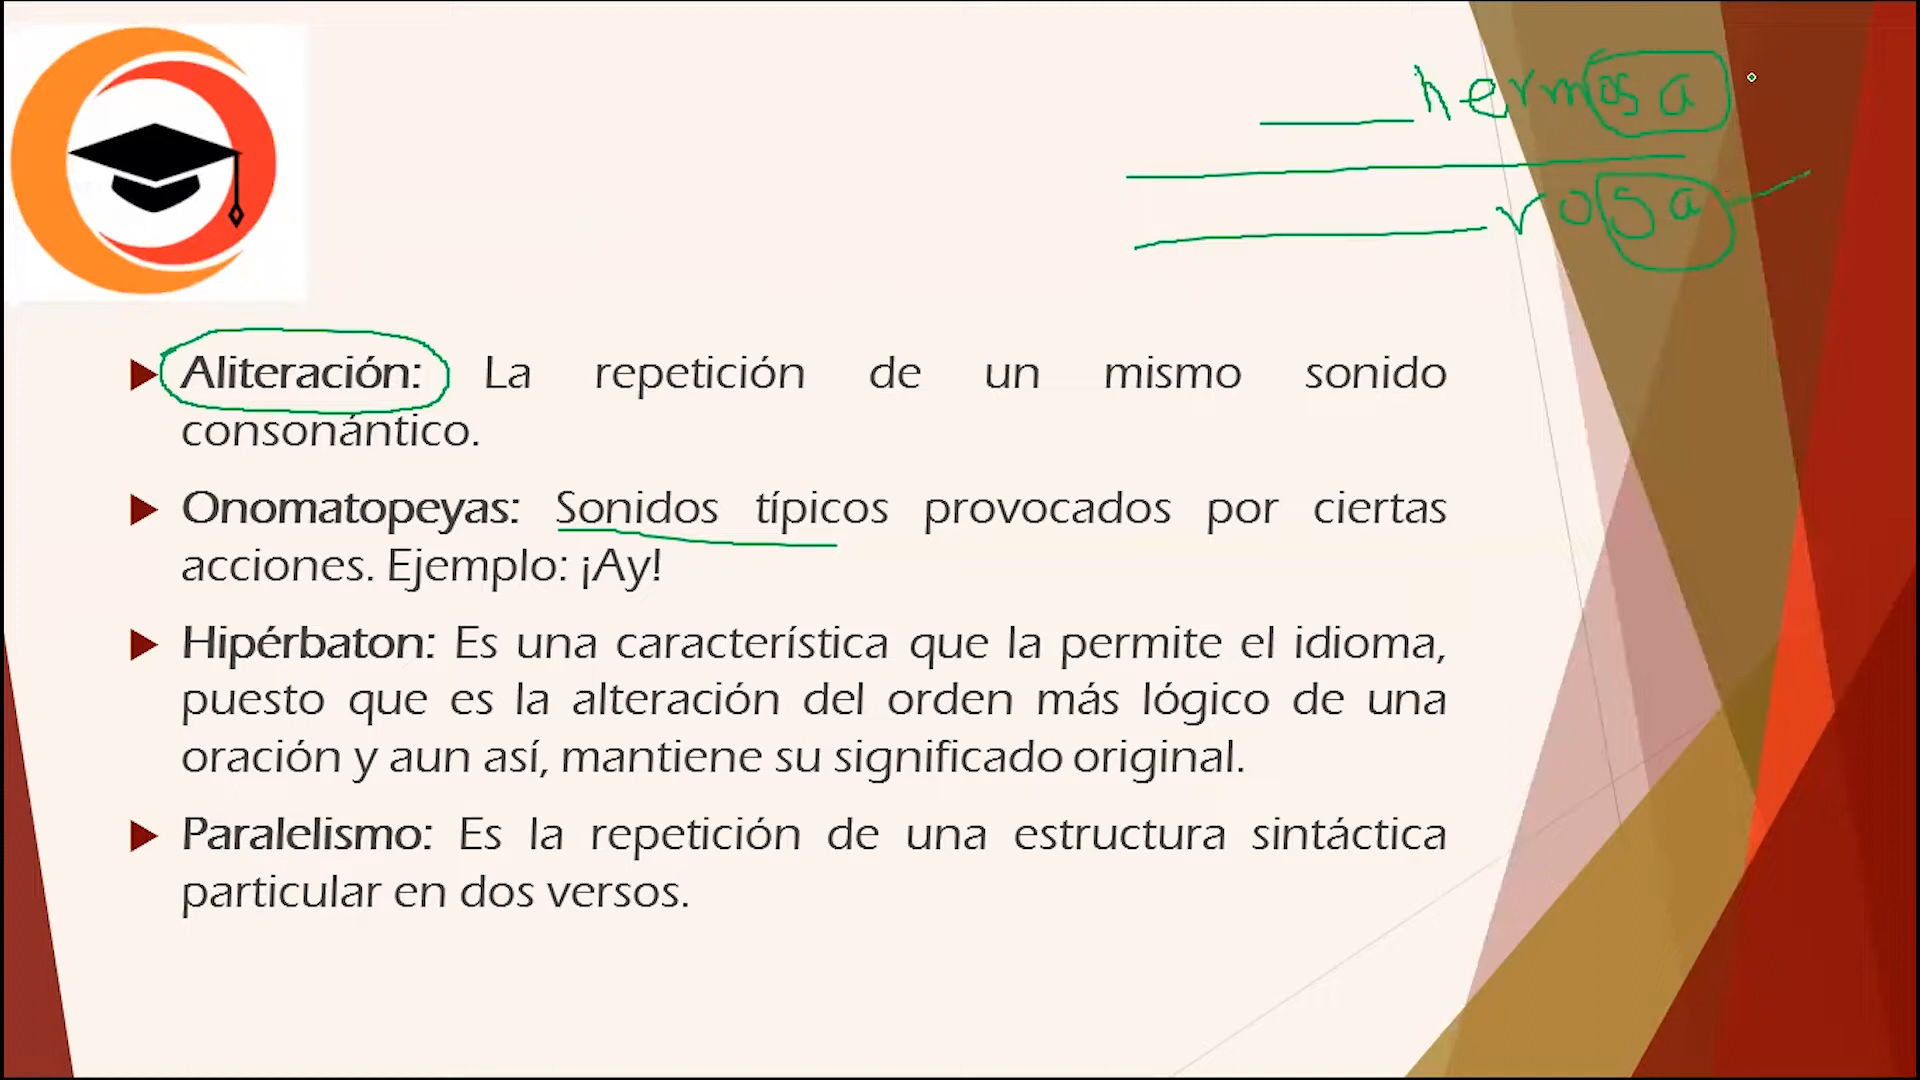 hermosa
rosa
Aliteración: La repetición de un mismo sonido
consonántico.
Onomatopeyas: Sonidos típicos provocados por ciertas
acciones. Ejemplo: ¡Ay!
Hipérbaton: Es una característica que la permite el idioma,
puesto que es la alteración del orden más lógico de una
oración y aun así, mantiene su significado original.
Paralelismo: Es la repetición de una estructura sintáctica
particular en dos versos.